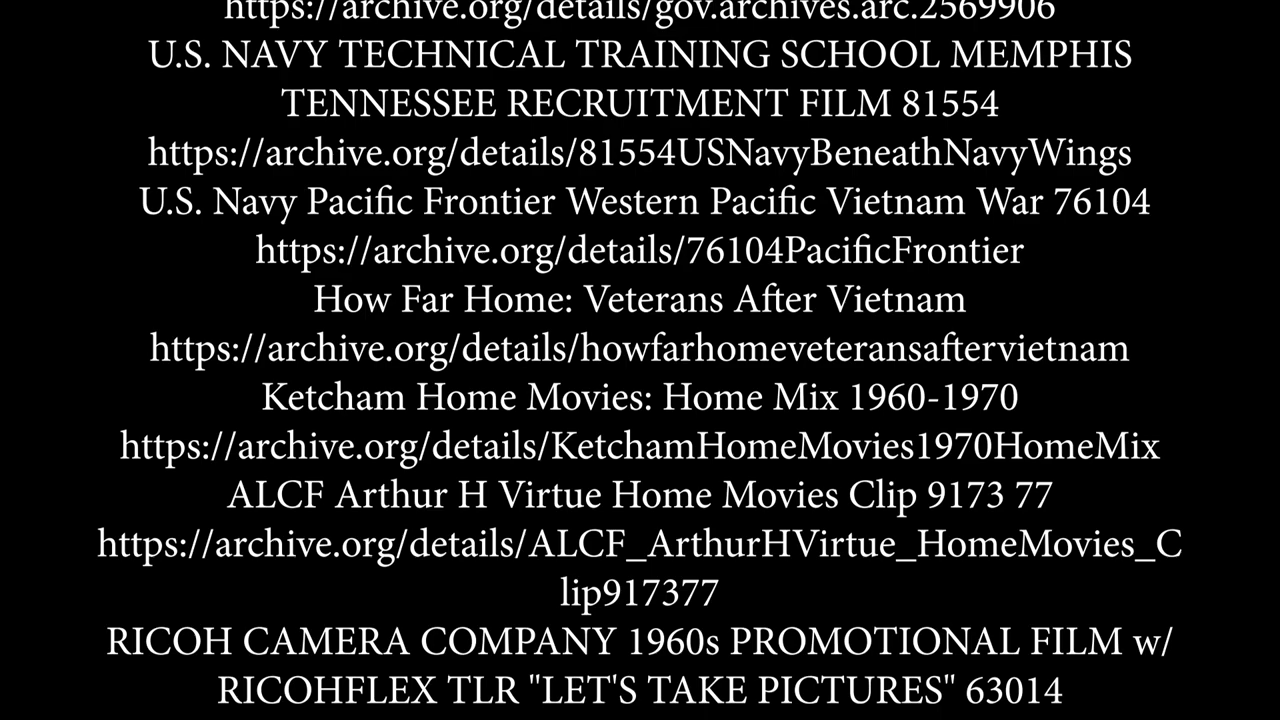 https://archive.org/details/gov.archives.arc.2569906
U.S. NAVY TECHNICAL TRAINING SCHOOL MEMPHIS
TENNESSEE RECRUITMENT FILM 81554
https://archive.org/details/81554USNavyBeneathNavyWings
U.S. Navy Pacific Frontier Western Pacific Vietnam War 76104
https://archive.org/details/76104PacificFrontier
How Far Home: Veterans After Vietnam
https://archive.org/details/howfarhomeveteransaftervietnam
Ketcham Home Movies: Home Mix 1960-1970
https://archive.org/details/KetchamHomeMovies1970HomeMix
ALCF Arthur H Virtue Home Movies Clip 9173 77
https://archive.org/details/ALCF_ArthurHVirtue_HomeMovies_C
lip917377
RICOH CAMERA COMPANY 1960s PROMOTIONAL FILM w/
RICOHFLEX TLR "LET'S TAKE PICTURES" 63014